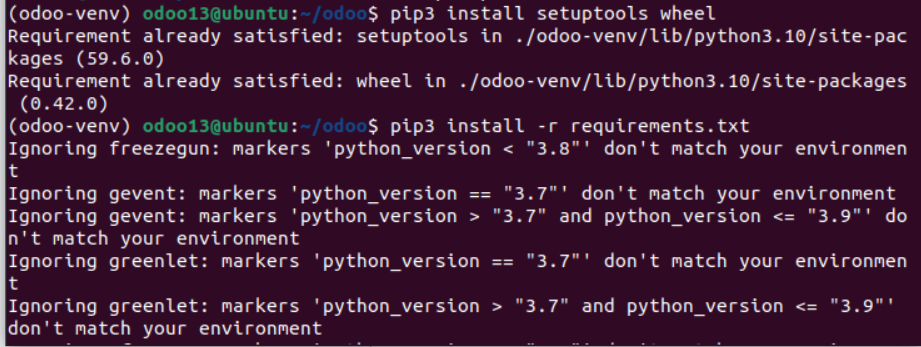 (odoo-venv) odoo13@ubuntu:~/odoo$ pip3 install setuptools wheel
Requirement already satisfied: setuptools in ./odoo-venv/lib/python3.10/site-pac
kages (59.6.0)
Requirement already satisfied: wheel in ./odoo-venv/lib/python3.10/site-packages
 (0.42.0)
(odoo-venv) odoo13@ubuntu:~/odoo$ pip3 install -r requirements.txt
Ignoring freezegun: markers 'python_version < "3.8"' don't match your environmen
t
Ignoring gevent: markers 'python_version == "3.7"' don't match your environment
Ignoring gevent: markers 'python_version > "3.7" and python_version <= "3.9"' do
n't match your environment
Ignoring greenlet: markers 'python_version == "3.7"' don't match your environmen
t
Ignoring greenlet: markers 'python_version > "3.7" and python_version <= "3.9"'
don't match your environment